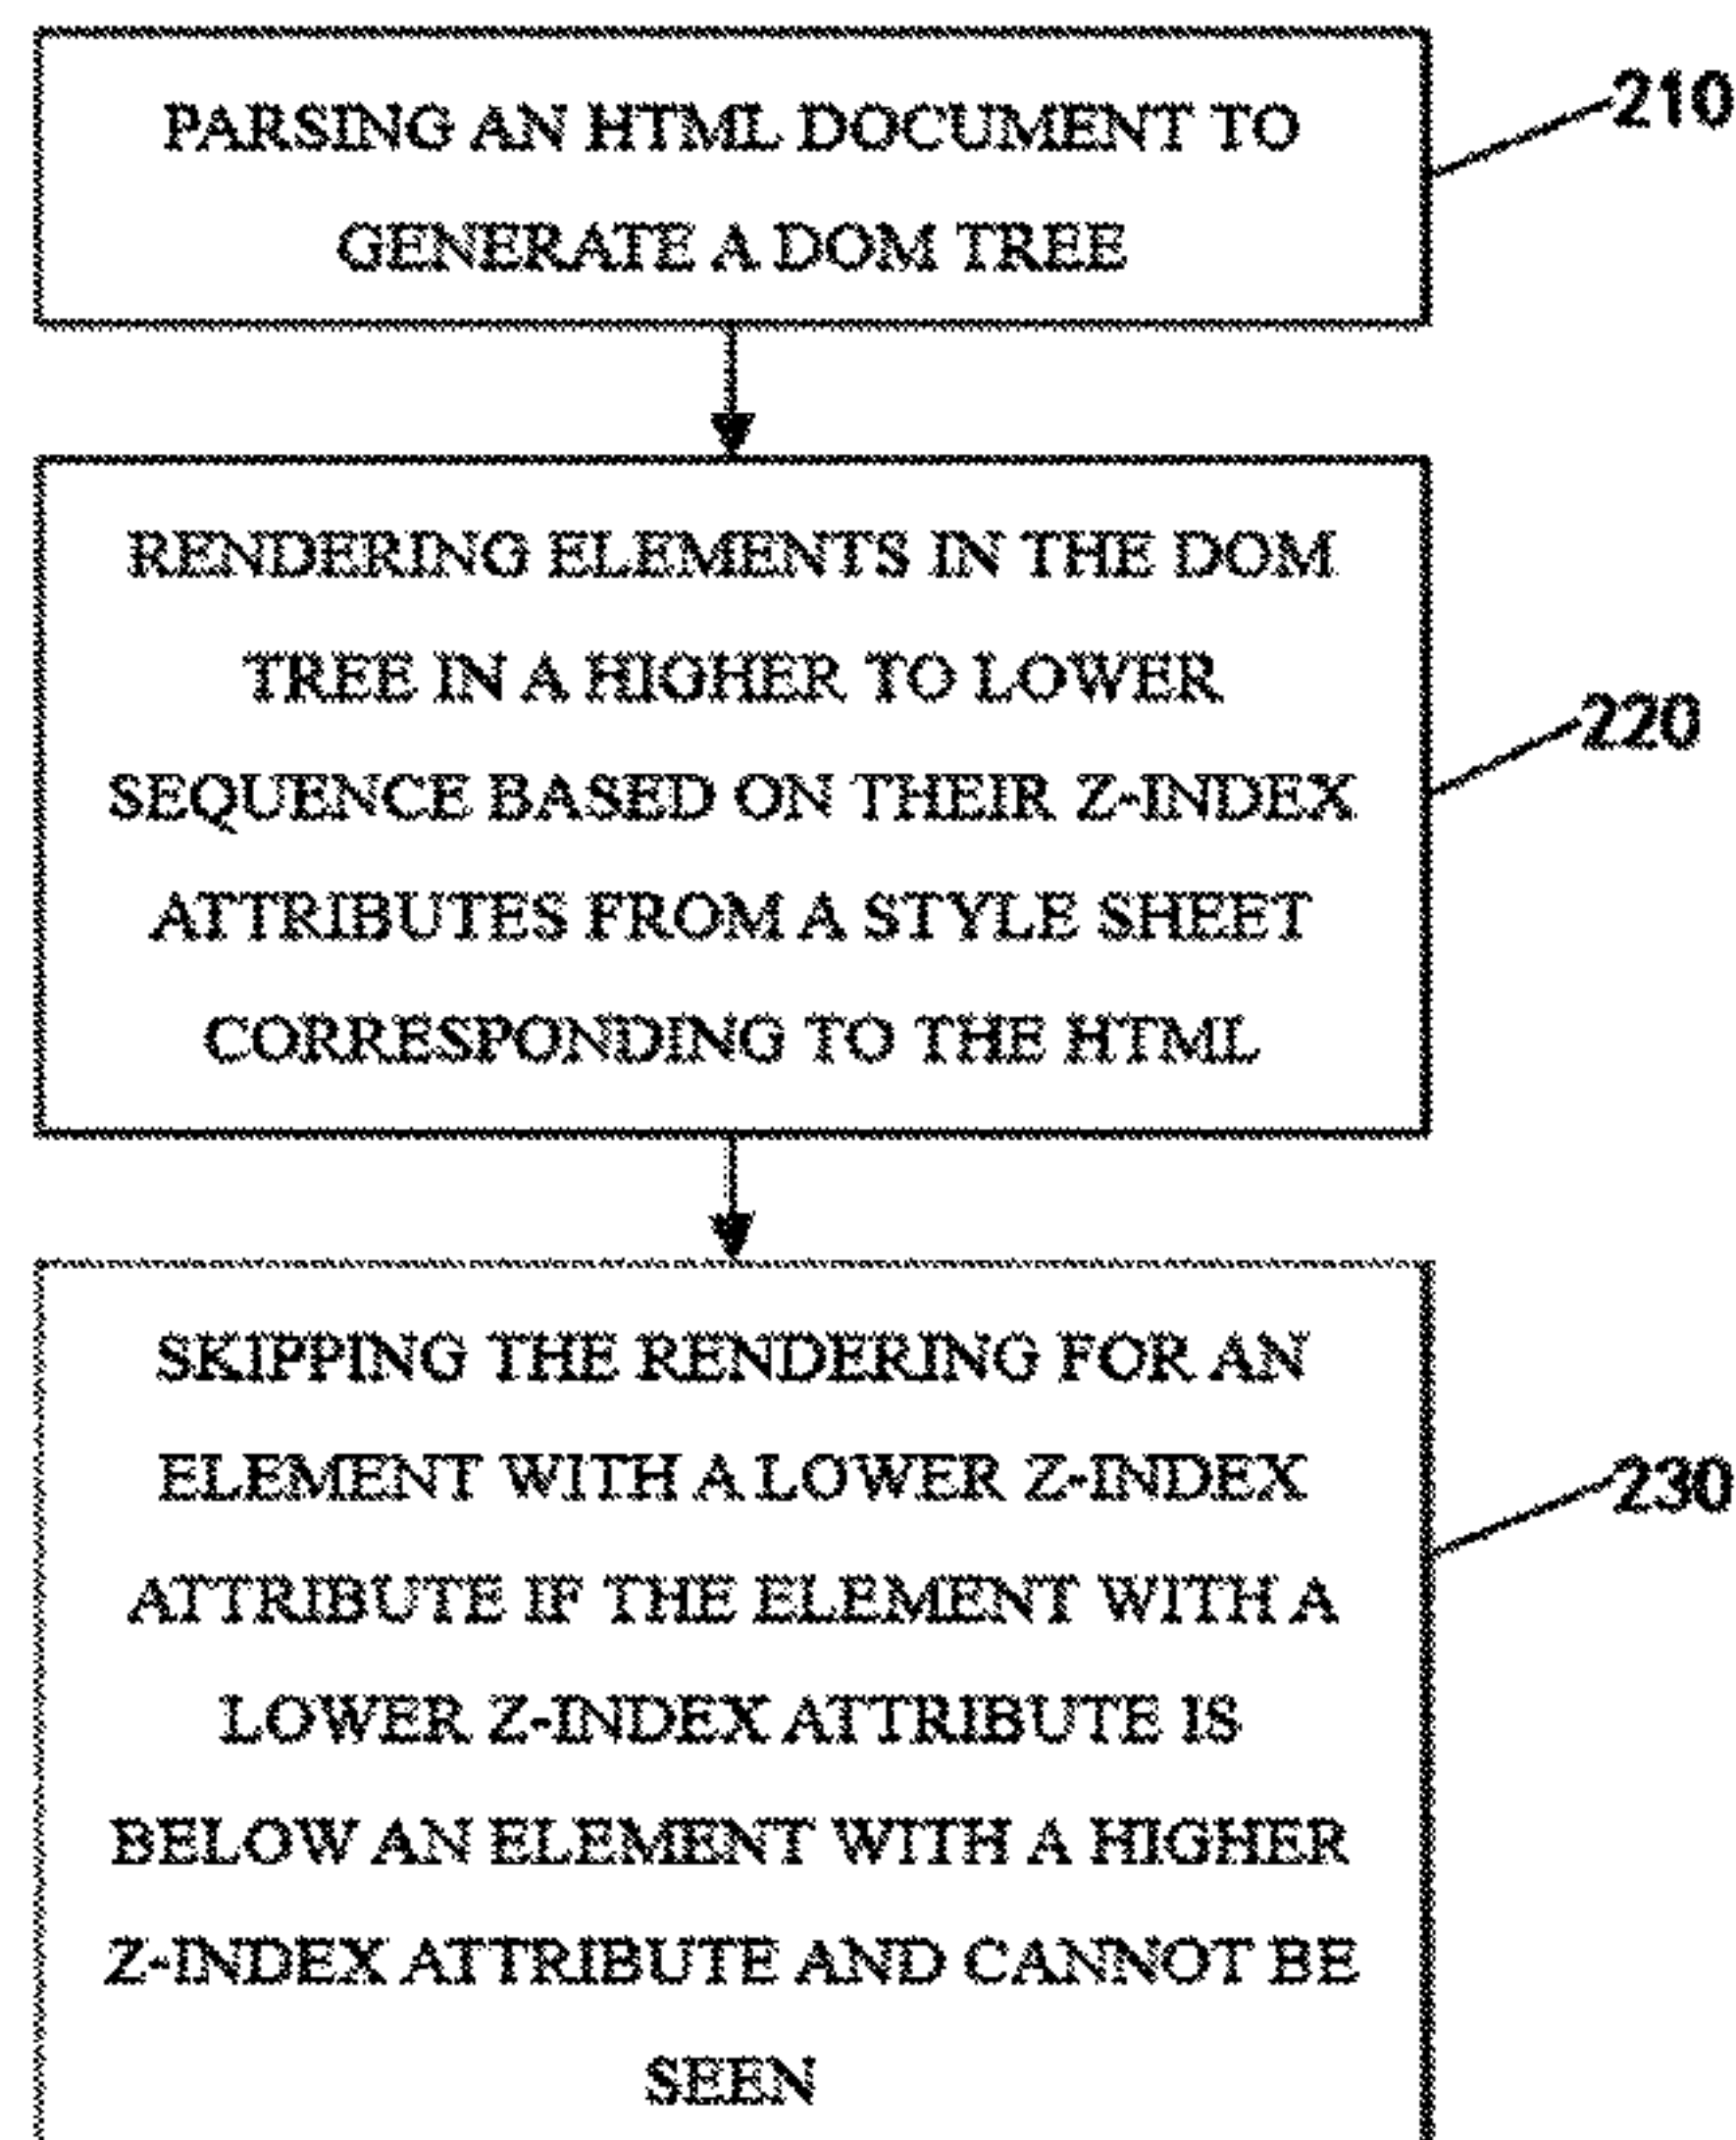 PARSING AN HTML DOCUMENT TO
GENERATE A DOM TREE
210
RENDERING ELEMENTS IN THE DOM
TREE IN A HIGHER TO LOWER
SEQUENCE BASED ON THEIR Z-INDEX
ATTRIBUTES FROM A STYLE SHEET
CORRESPONDING TO THE HTML
220
SKIPPING THE RENDERING FOR AN
ELEMENT WITH A LOWER Z-INDEX
ATTRIBUTE IF THE ELEMENT WITH A
LOWER Z-INDEX ATTRIBUTE IS
BELOW AN ELEMENT WITH A HIGHER
Z-INDEX ATTRIBUTE AND CANNOT BE
SEEN
230